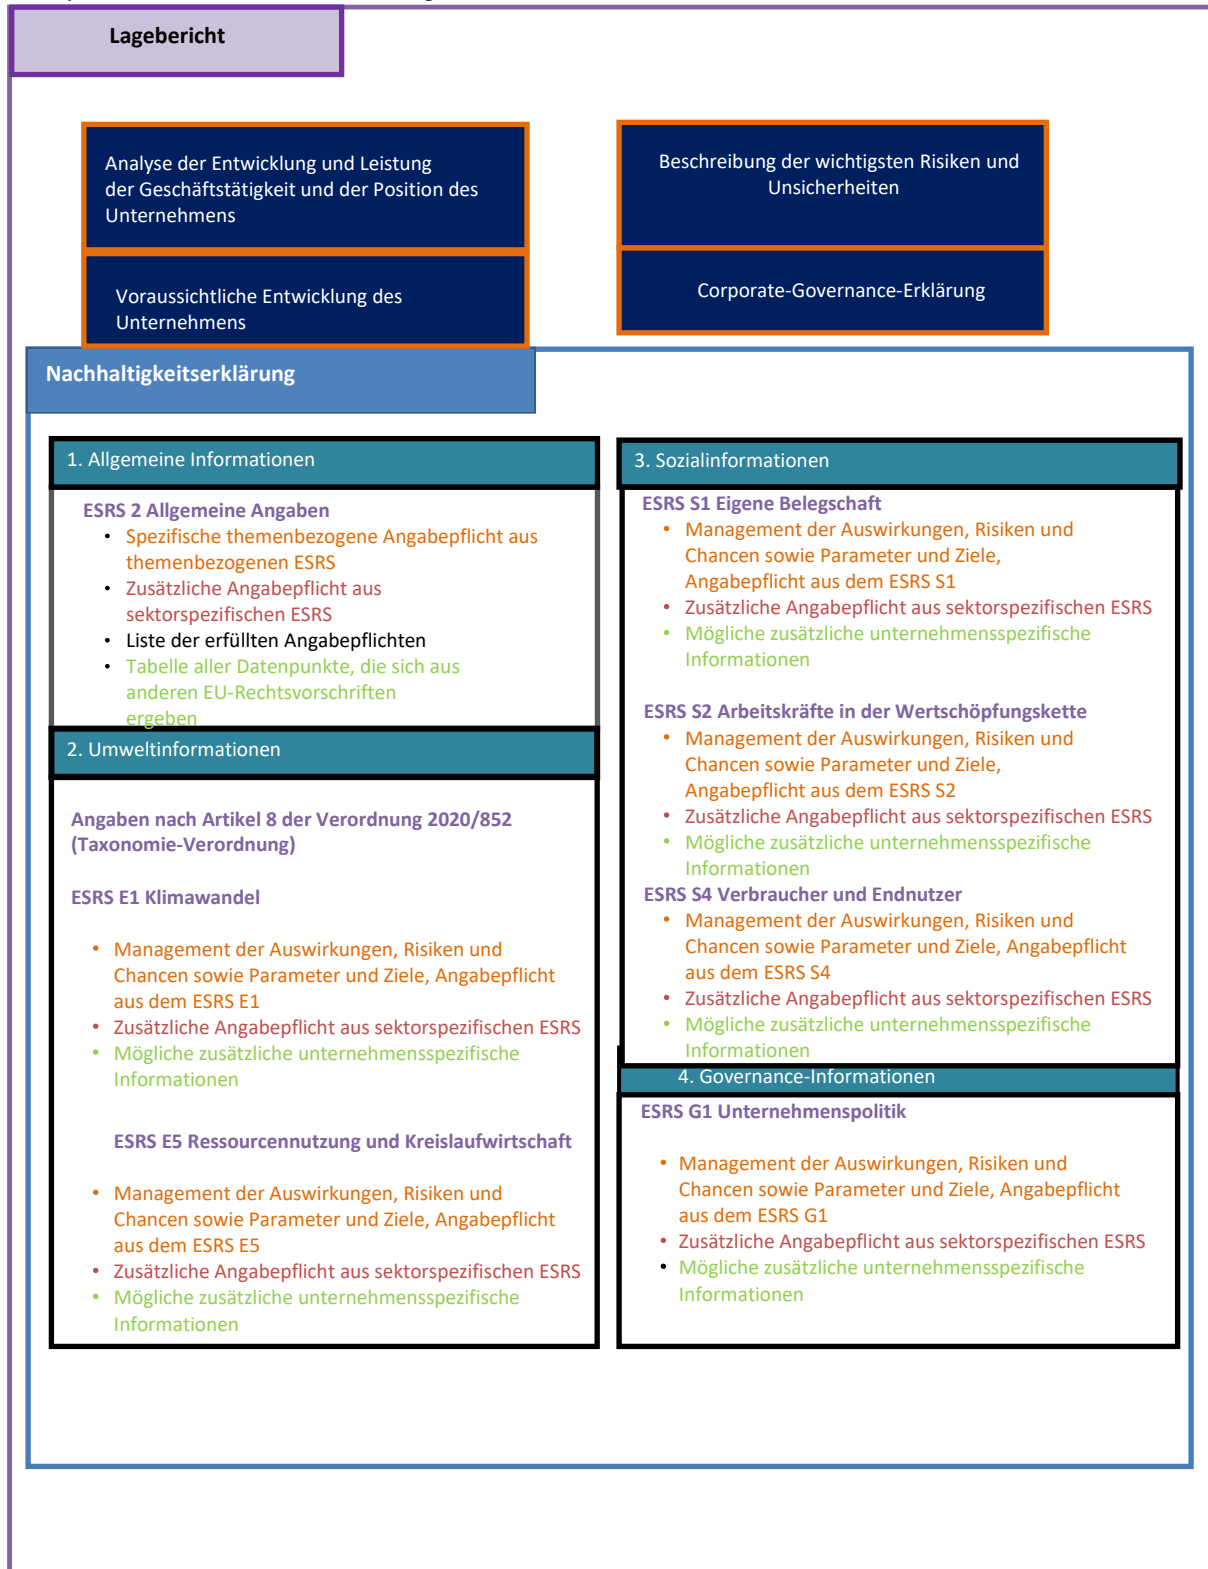 Lagebericht
Analyse der Entwicklung und Leistung
der Geschäftstätigkeit und der Position des
Unternehmens
Voraussichtliche Entwicklung des
Unternehmens
Beschreibung der wichtigsten Risiken und
Unsicherheiten
Corporate-Governance-Erklärung
Nachhaltigkeitserklärung
1. Allgemeine Informationen
ESRS 2 Allgemeine Angaben
• Spezifische themenbezogene Angabepflicht aus
themenbezogenen ESRS
• Zusätzliche Angabepflicht aus
sektorspezifischen ESRS
• Liste der erfüllten Angabepflichten
• Tabelle aller Datenpunkte, die sich aus
anderen EU-Rechtsvorschriften
ergeben
2. Umweltinformationen
Angaben nach Artikel 8 der Verordnung 2020/852
(Taxonomie-Verordnung)
ESRS E1 Klimawandel
• Management der Auswirkungen, Risiken und
Chancen sowie Parameter und Ziele, Angabepflicht
aus dem ESRS E1
• Zusätzliche Angabepflicht aus sektorspezifischen ESRS
• Mögliche zusätzliche unternehmensspezifische
Informationen
ESRS E5 Ressourcennutzung und Kreislaufwirtschaft
• Management der Auswirkungen, Risiken und
Chancen sowie Parameter und Ziele, Angabepflicht
aus dem ESRS E5
• Zusätzliche Angabepflicht aus sektorspezifischen ESRS
• Mögliche zusätzliche unternehmensspezifische
Informationen
3. Sozialinformationen
ESRS S1 Eigene Belegschaft
• Management der Auswirkungen, Risiken und
Chancen sowie Parameter und Ziele,
Angabepflicht aus dem ESRS S1
• Zusätzliche Angabepflicht aus sektorspezifischen ESRS
• Mögliche zusätzliche unternehmensspezifische
Informationen
ESRS S2 Arbeitskräfte in der Wertschöpfungskette
• Management der Auswirkungen, Risiken und
Chancen sowie Parameter und Ziele,
Angabepflicht aus dem ESRS S2
• Zusätzliche Angabepflicht aus sektorspezifischen ESRS
• Mögliche zusätzliche unternehmensspezifische
Informationen
ESRS S4 Verbraucher und Endnutzer
• Management der Auswirkungen, Risiken und
Chancen sowie Parameter und Ziele, Angabepflicht
aus dem ESRS S4
• Zusätzliche Angabepflicht aus sektorspezifischen ESRS
• Mögliche zusätzliche unternehmensspezifische
Informationen
4. Governance-Informationen
ESRS G1 Unternehmenspolitik
• Management der Auswirkungen, Risiken und
Chancen sowie Parameter und Ziele, Angabepflicht
aus dem ESRS G1
• Zusätzliche Angabepflicht aus sektorspezifischen ESRS
• Mögliche zusätzliche unternehmensspezifische
Informationen